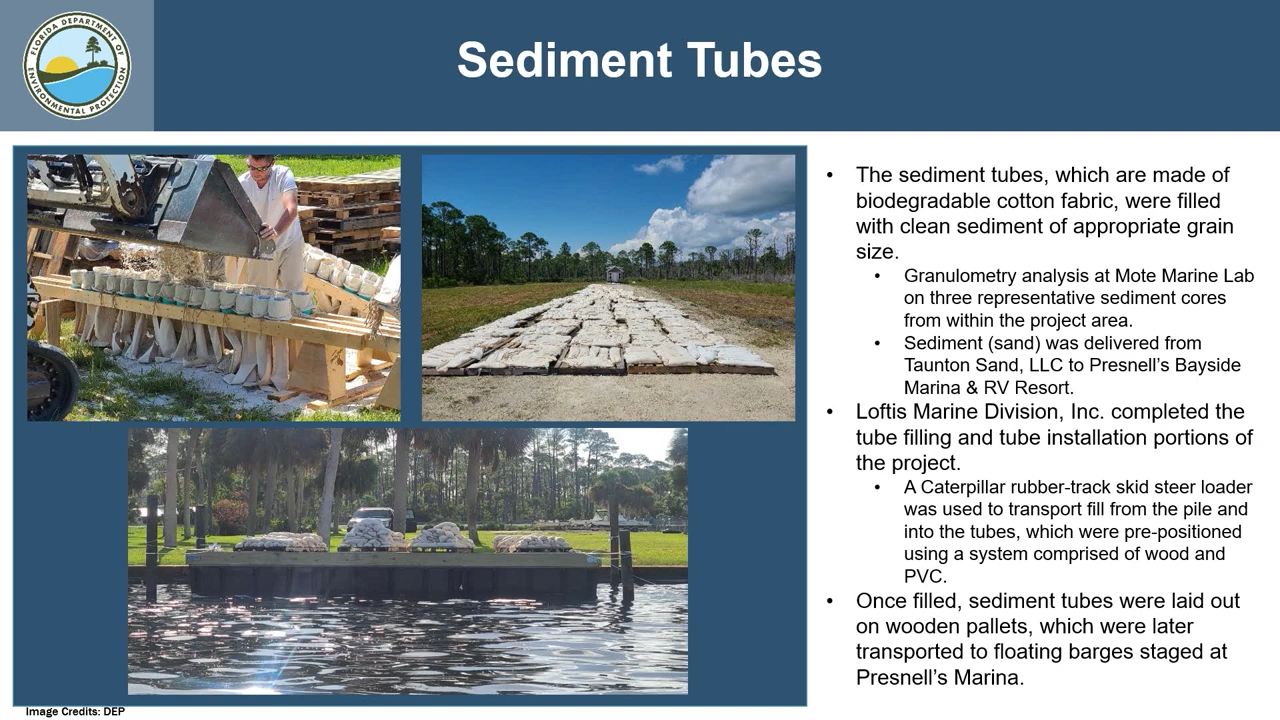 FLORIDA DEPARTMENT OF
ENVIRONMENTAL PROTECTION
Sediment Tubes
• The sediment tubes, which are made of
biodegradable cotton fabric, were filled
with clean sediment of appropriate grain
size.
• Granulometry analysis at Mote Marine Lab
on three representative sediment cores
from within the project area.
• Sediment (sand) was delivered from
Taunton Sand, LLC to Presnell’s Bayside
Marina & RV Resort.
• Loftis Marine Division, Inc. completed the
tube filling and tube installation portions of
the project.
• A Caterpillar rubber-track skid steer loader
was used to transport fill from the pile and
into the tubes, which were pre-positioned
using a system comprised of wood and
PVC.
• Once filled, sediment tubes were laid out
on wooden pallets, which were later
transported to floating barges staged at
Presnell’s Marina.
Image Credits: DEP